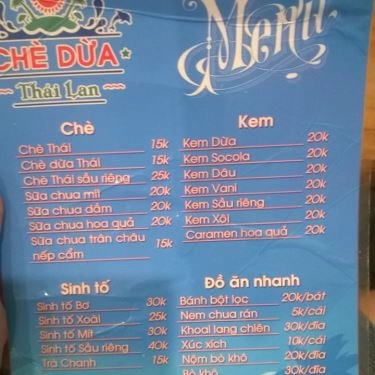 CHÈ DỪA
Thái Lan
Menu
Chè
Chè Thái 15k
Chè dừa Thái 15k
Chè Thái sầu riêng 25k
Sữa chua mít 20k
Sữa chua dầm 20k
Sữa chua hoa quả 20k
Sữa chua trân châu 15k
nếp cẩm
Kem
Kem Dừa 20k
Kem Socola 20k
Kem Dâu 20k
Kem Vani 20k
Kem Sầu riêng 20k
Kem Xôi 20k
Caramen hoa quả 20k
Sinh tố
Sinh tố Bơ 30k
Sinh tố Xoài 25k
Sinh tố Mít 30k
Sinh tố Sầu riêng 40k
Trà Chanh 15k
Đồ ăn nhanh
Bánh bột lọc 20k/bát
Nem chua rán 5k/cái
Khoai lang chiên 30k/đĩa
Xúc xích 10k/cái
Nộm bò khô 20k/đĩa
Bò khô 30k/đĩa